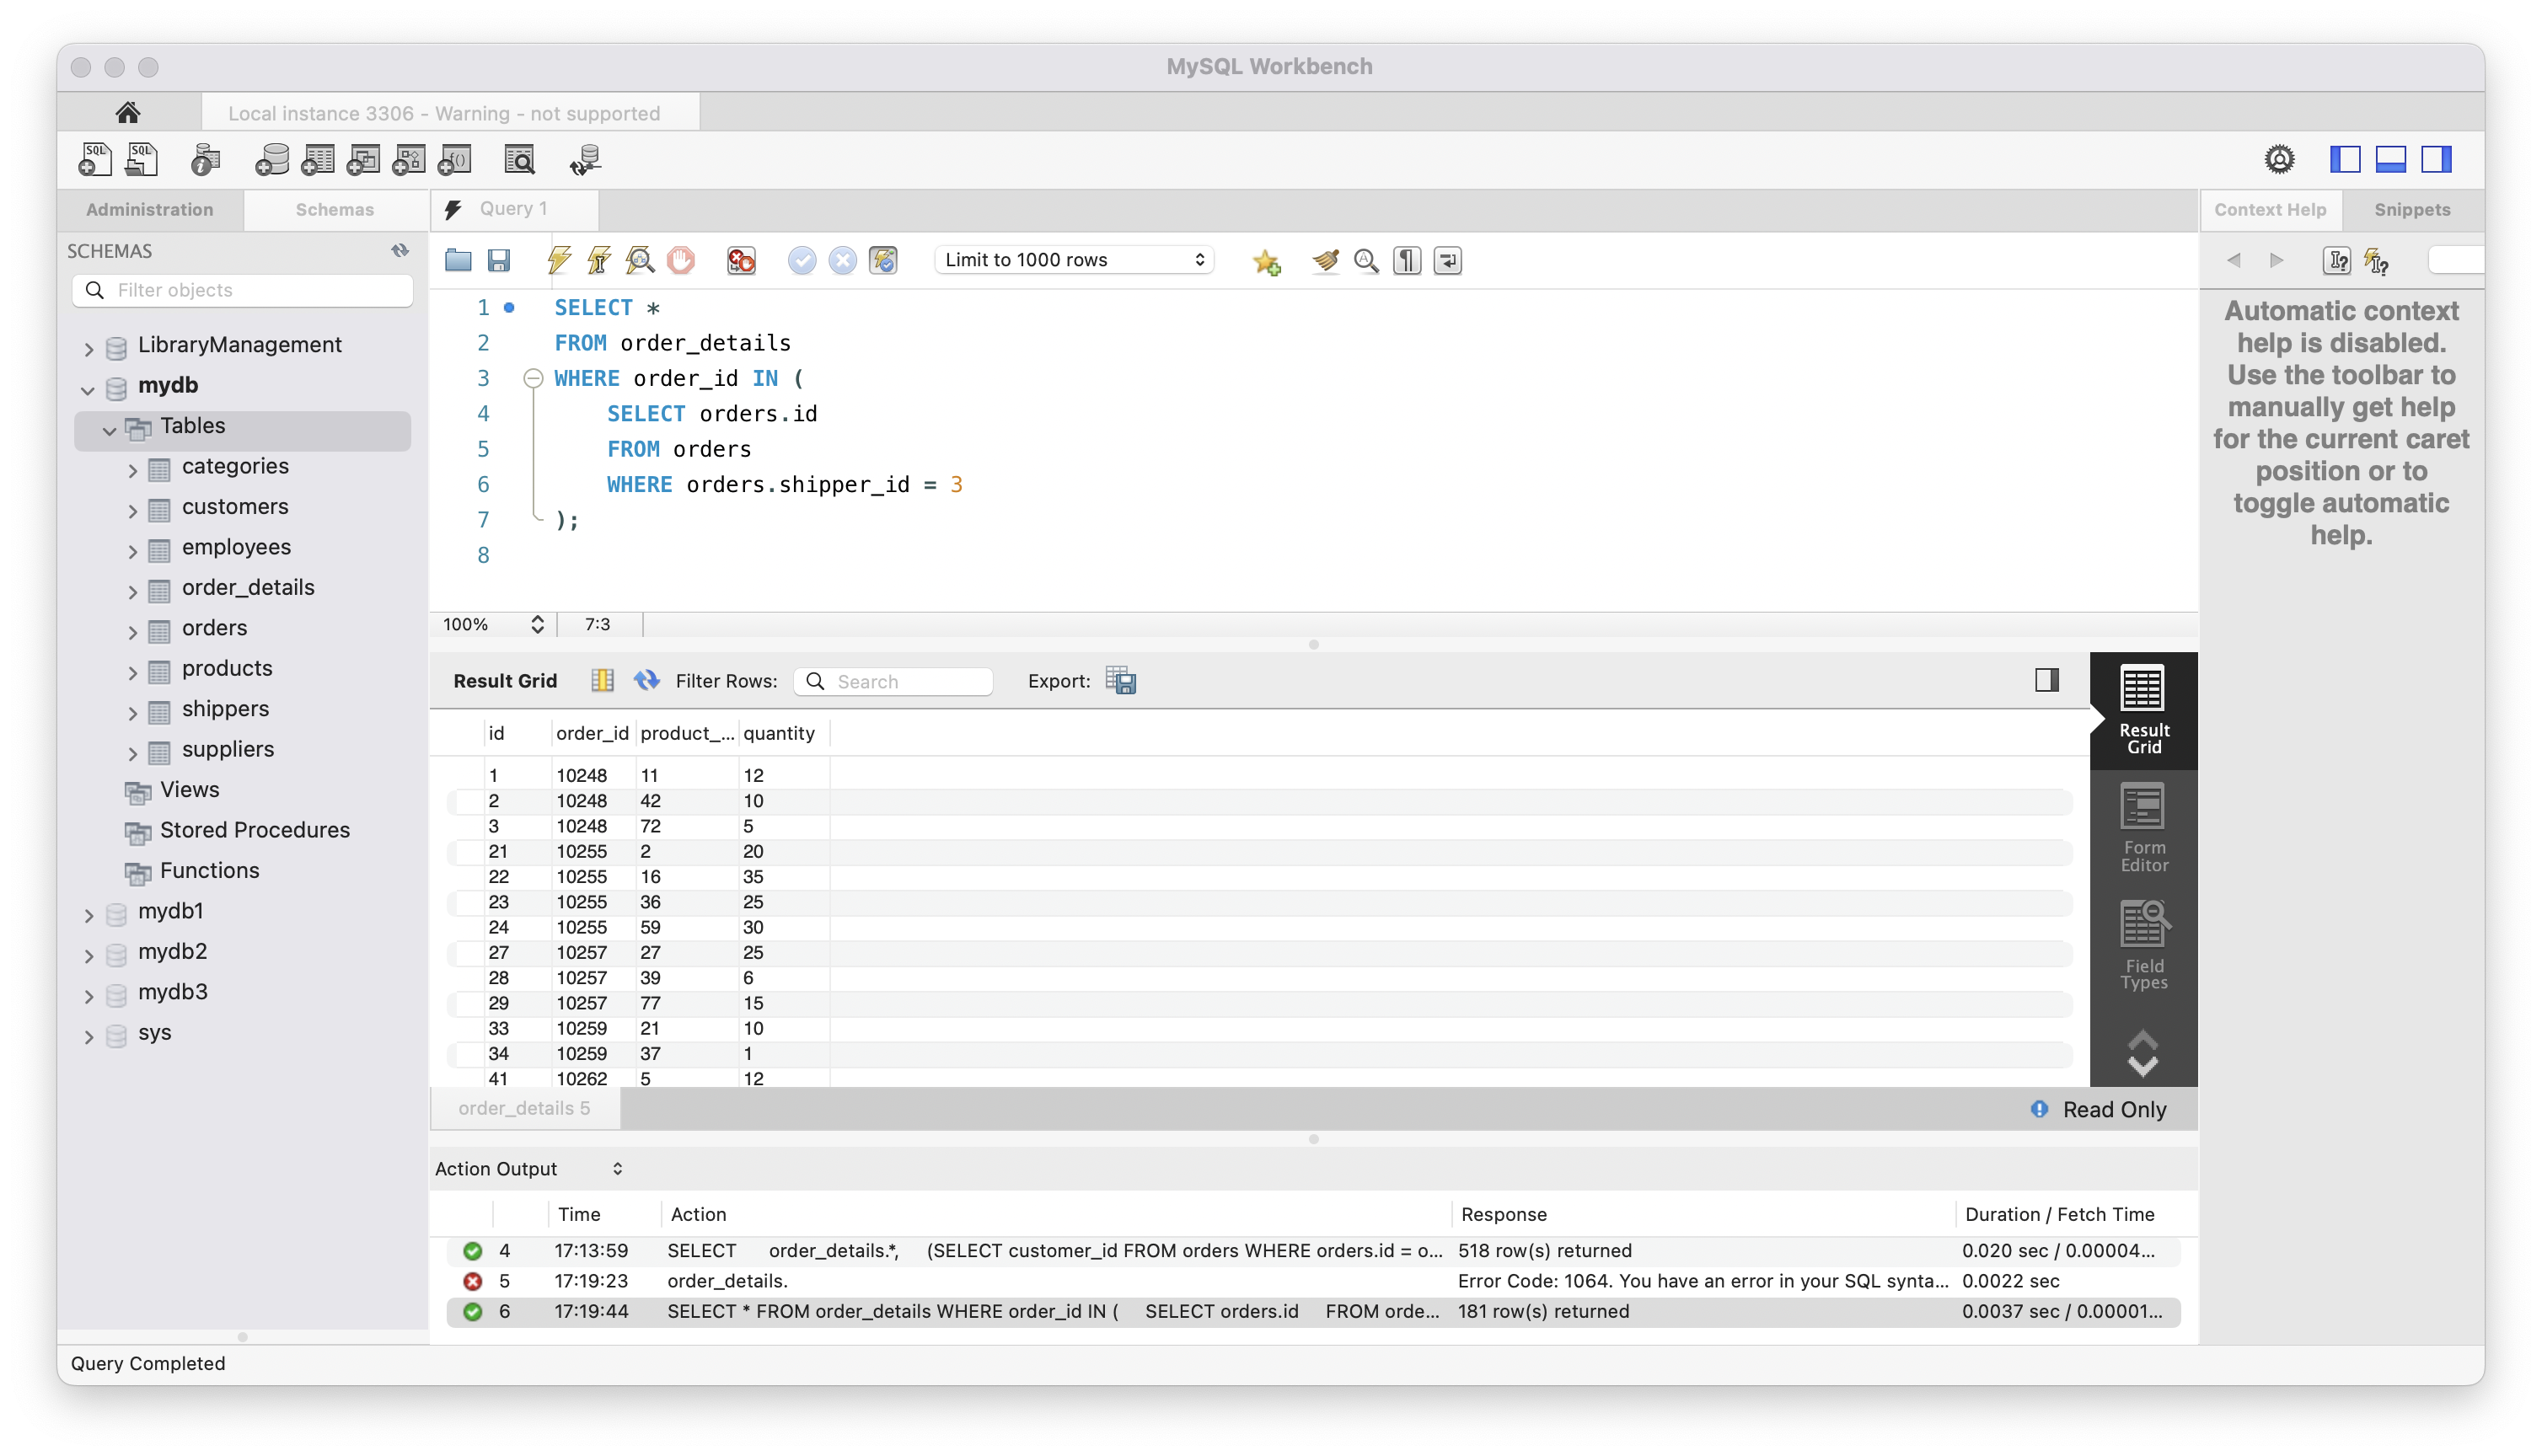 MySQL Workbench
Local instance 3306 - Warning - not supported
SQL SQL
Administration Schemas Query 1 Context Help Snippets
SCHEMAS
Filter objects
LibraryManagement
mydb
Tables
categories
customers
employees
order_details
orders
products
shippers
suppliers
Views
Stored Procedures
Functions
mydb1
mydb2
mydb3
sys
Limit to 1000 rows
1 SELECT *
2 FROM order_details
3 WHERE order_id IN (
4 SELECT orders.id
5 FROM orders
6 WHERE orders.shipper_id = 3
7 );
8
100% 7:3
Automatic context
help is disabled.
Use the toolbar to
manually get help
for the current caret
position or to
toggle automatic
help.
Result Grid Filter Rows: Search Export:
id order_id product_... quantity
1 10248 11 12
2 10248 42 10
3 10248 72 5
21 10255 2 20
22 10255 16 35
23 10255 36 25
24 10255 59 30
27 10257 27 25
28 10257 39 6
29 10257 77 15
33 10259 21 10
34 10259 37 1
41 10262 5 12
Result
Grid
Form
Editor
Field
Types
order_details 5 Read Only
Action Output
Time Action Response Duration / Fetch Time
4 17:13:59 SELECT order_details.*, (SELECT customer_id FROM orders WHERE orders.id = o... 518 row(s) returned 0.020 sec / 0.00004...
5 17:19:23 order_details. Error Code: 1064. You have an error in your SQL synta... 0.0022 sec
6 17:19:44 SELECT * FROM order_details WHERE order_id IN ( SELECT orders.id FROM orde... 181 row(s) returned 0.0037 sec / 0.00001...
Query Completed